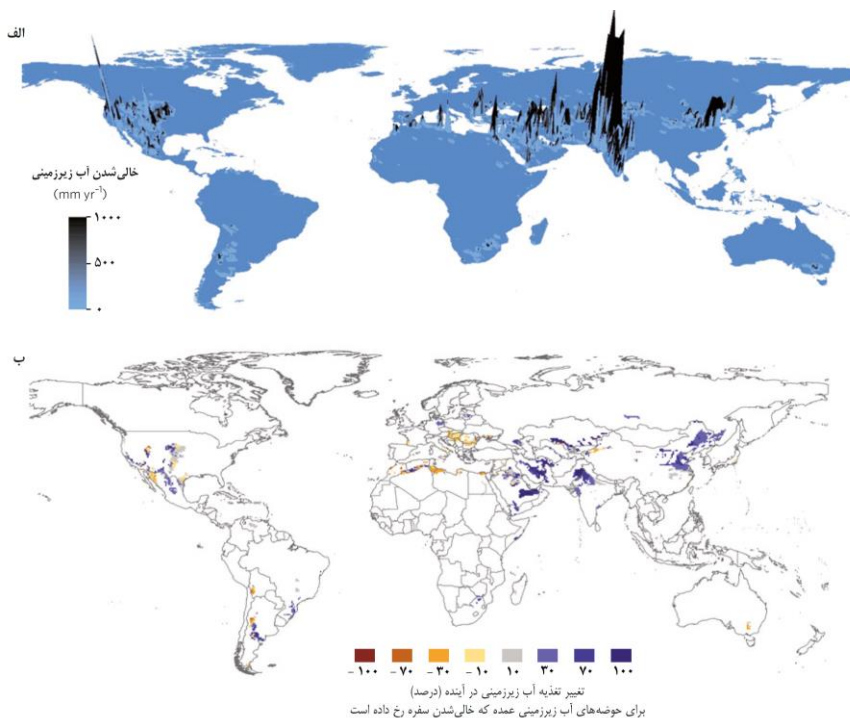 الف
خالی‌شدن آب زیرزمینی
(mm yr⁻¹)
۱۰۰۰
۵۰۰
۰
ب
-۱۰۰ -۷۰ -۳۰ -۱۰ ۱۰ ۳۰ ۷۰ ۱۰۰
تغییر تغذیه آب زیرزمینی در آینده (درصد)
برای حوضه‌های آب زیرزمینی عمده که خالی‌شدن سفره رخ داده است